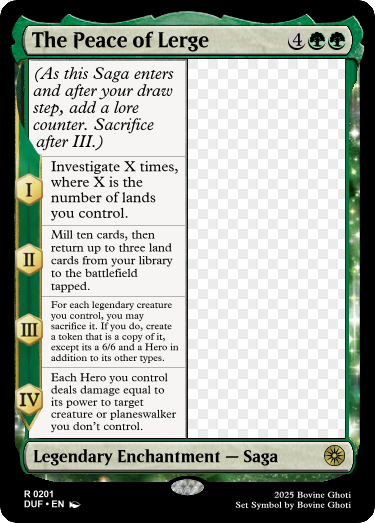 The Peace of Lerge 4
(As this Saga enters
and after your draw
step, add a lore
counter. Sacrifice
after III.)
I
Investigate X times,
where X is the
number of lands
you control.
II
Mill ten cards, then
return up to three land
cards from your library
to the battlefield
tapped.
III
For each legendary creature
you control, you may
sacrifice it. If you do, create
a token that is a copy of it,
except its a 6/6 and a Hero in
addition to its other types.
IV
Each Hero you control
deals damage equal to
its power to target
creature or planeswalker
you don't control.
Legendary Enchantment — Saga
R 0201
DUF • EN
2025 Bovine Ghoti
Set Symbol by Bovine Ghoti